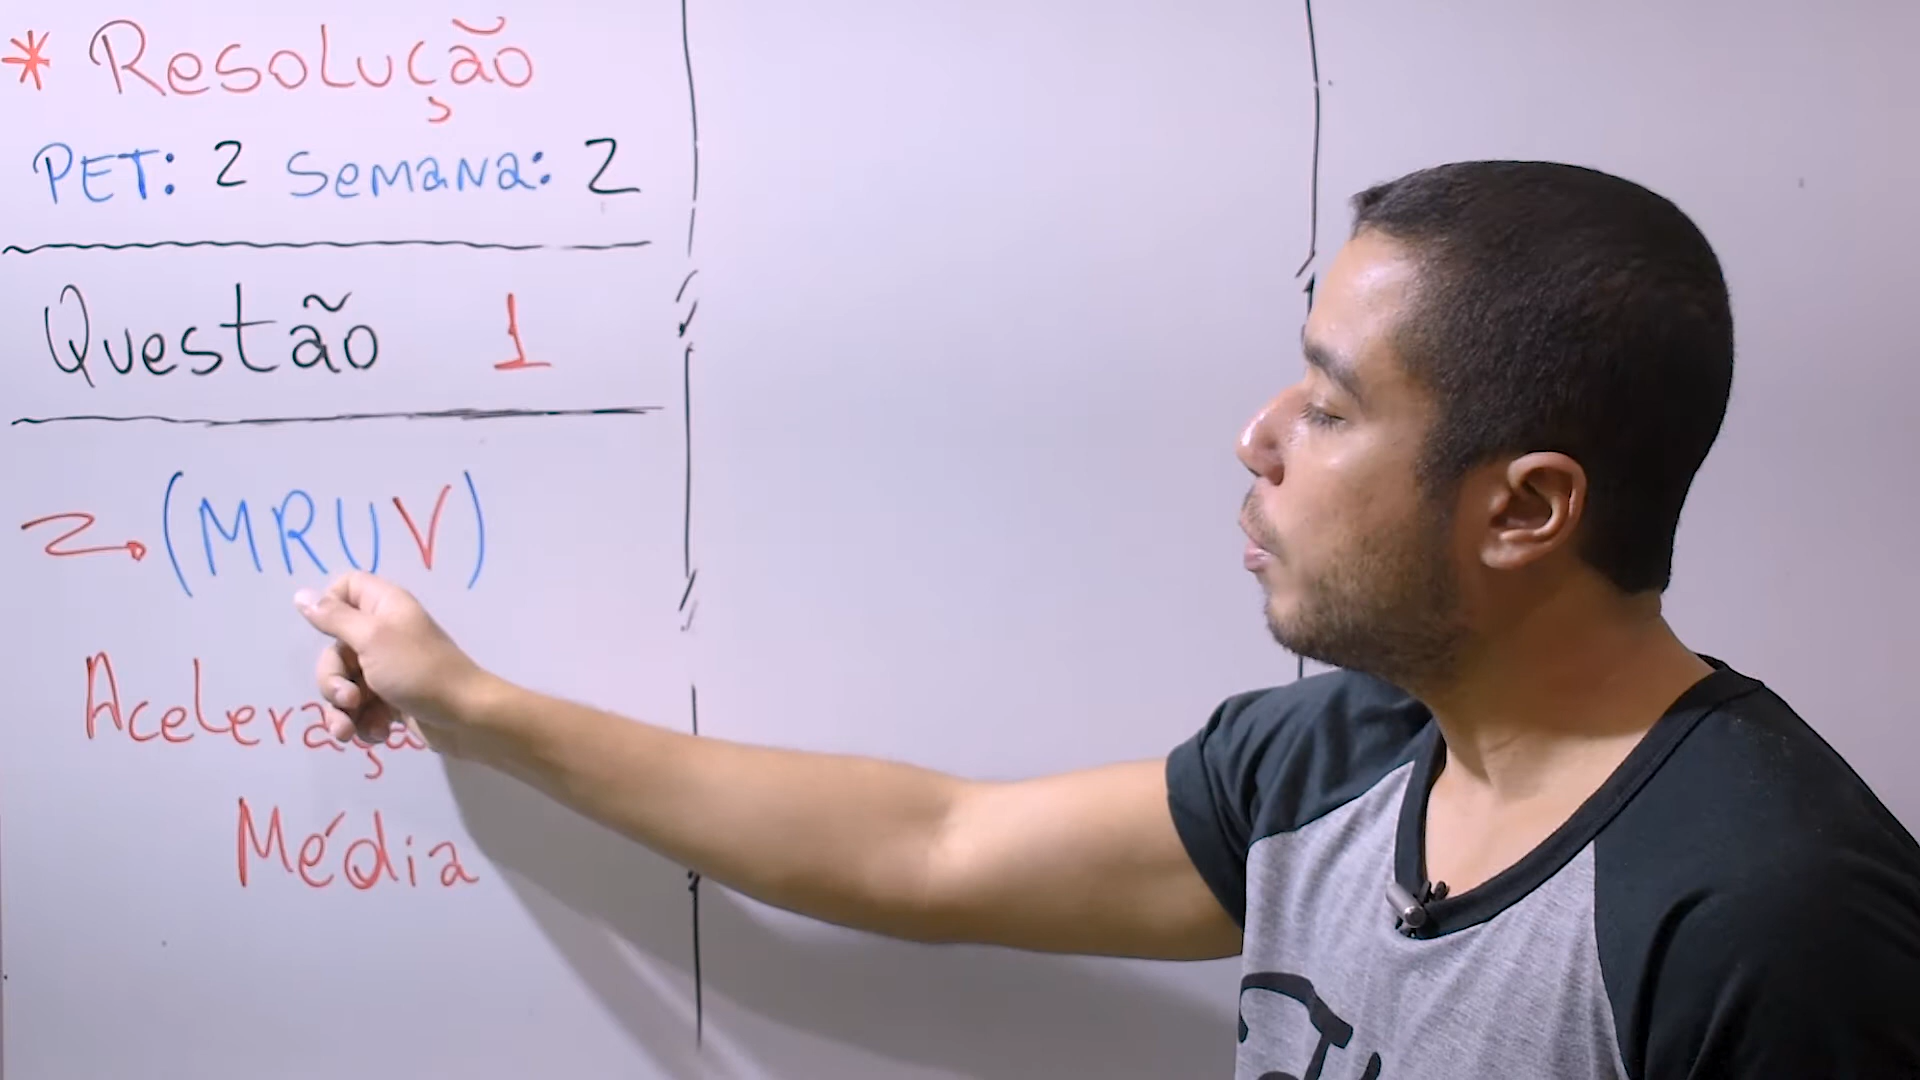 * Resolução
PET: 2 Semana: 2
Questão 1
(MRUV)
Média